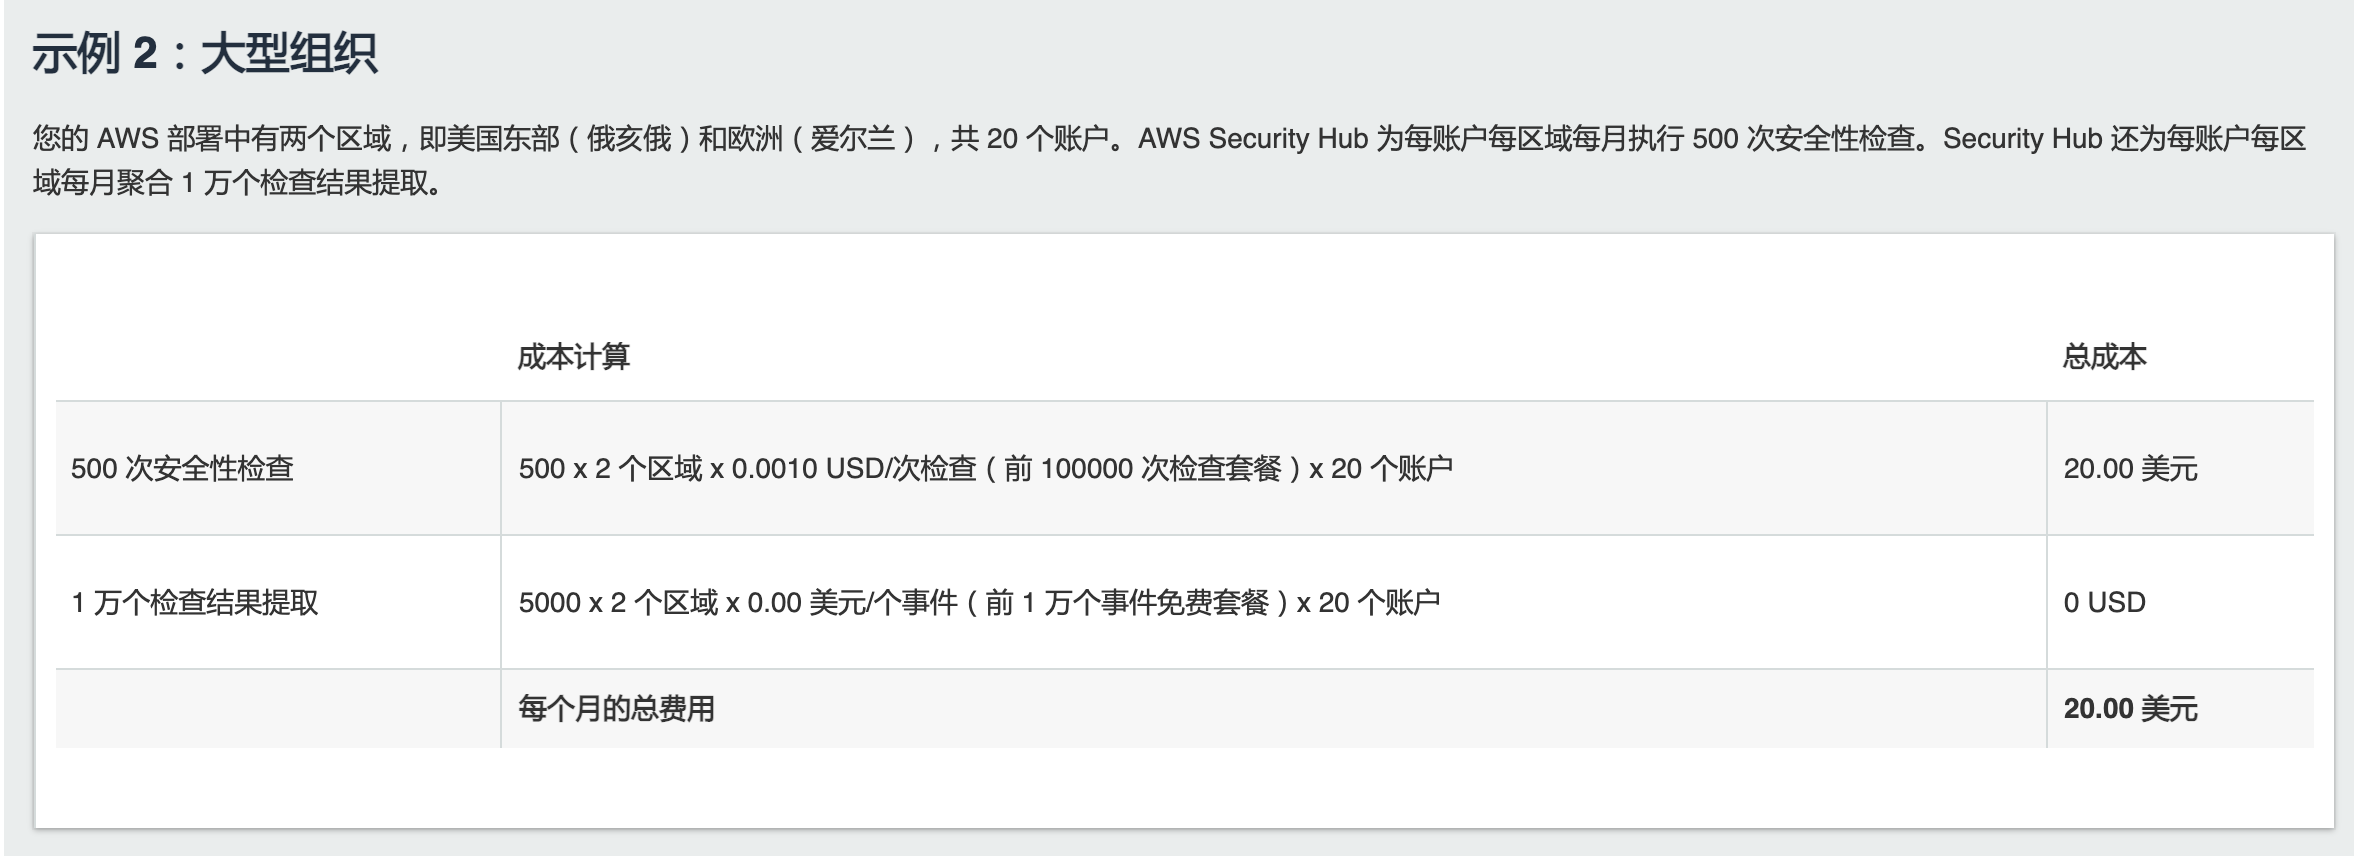 示例 2：大型组织
您的 AWS 部署中有两个区域，即美国东部（俄亥俄）和欧洲（爱尔兰），共 20 个账户。AWS Security Hub 为每账户每区域每月执行 500 次安全性检查。Security Hub 还为每账户每区
域每月聚合 1 万个检查结果提取。
成本计算 总成本
500 次安全性检查 500 x 2 个区域 x 0.0010 USD/次检查（前 100000 次检查套餐）x 20 个账户 20.00 美元
1 万个检查结果提取 5000 x 2 个区域 x 0.00 美元/个事件（前 1 万个事件免费套餐）x 20 个账户 0 USD
每个月的总费用 20.00 美元